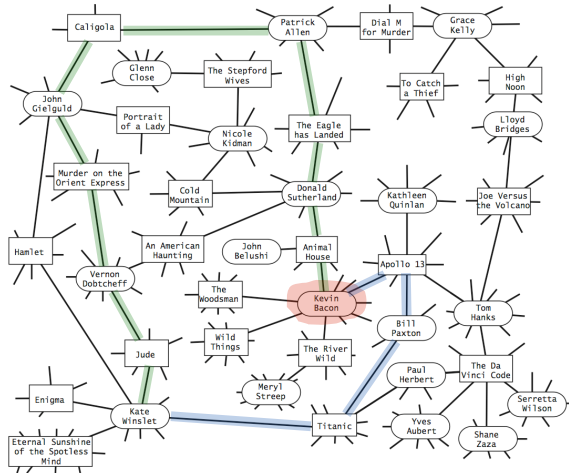 Caligola
Patrick
Allen
Dial M
for Murder
Grace
Kelly
Glenn
Close
The Stepford
Wives
To Catch
a Thief
High
Noon
John
Gielguld
Portrait
of a Lady
Nicole
Kidman
The Eagle
has Landed
Lloyd
Bridges
Murder on the
Orient Express
Cold
Mountain
Donald
Sutherland
Kathleen
Quinlan
Joe Versus
the Volcano
Hamlet
An American
Haunting
John
Belushi
Animal
House
Apollo 13
Vernon
Dobtcheff
The
Woodsman
Kevin
Bacon
Tom
Hanks
Bill
Paxton
Wild
Things
The River
Wild
Jude
Paul
Herbert
The Da
Vinci Code
Meryl
Streep
Enigma
Kate
Winslet
Titanic
Serretta
Wilson
Yves
Aubert
Shane
Zaza
Eternal Sunshine
of the Spotless
Mind